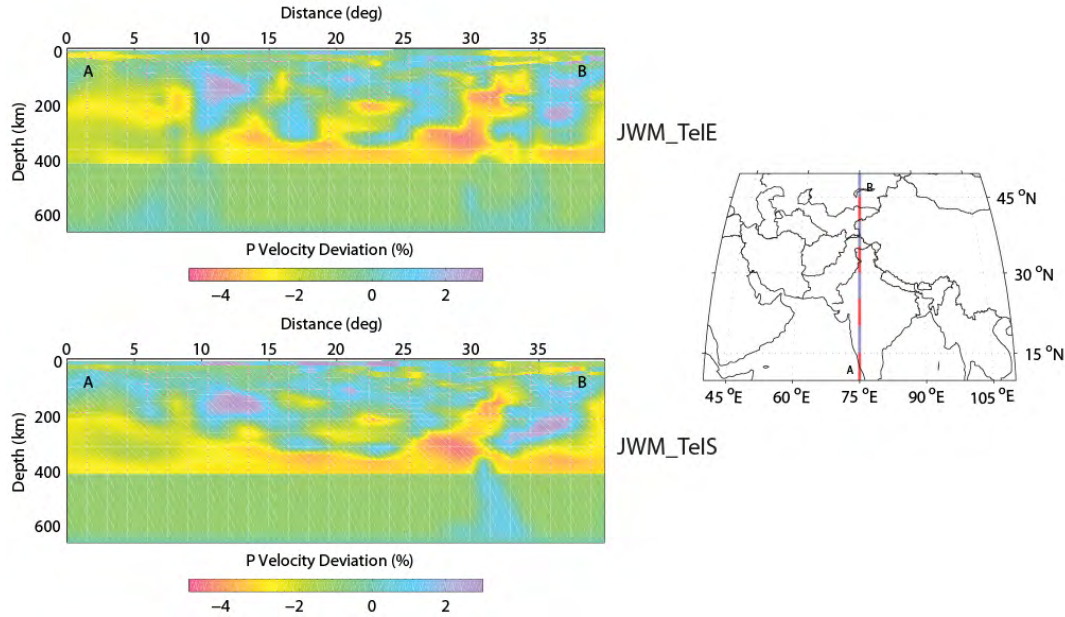 Distance (deg)
0 5 10 15 20 25 30 35
0
200
400
600
Depth (km)
A
B
P Velocity Deviation (%)
−4 −2 0 2
JWM_TelE
Distance (deg)
0 5 10 15 20 25 30 35
0
200
400
600
Depth (km)
A
B
P Velocity Deviation (%)
−4 −2 0 2
JWM_TelS
B
45 °N
30 °N
15 °N
A
45 °E 60 °E 75 °E 90 °E 105 °E